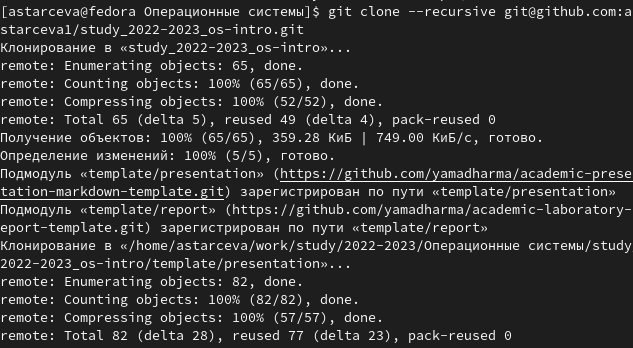 [astarceva@fedora Операционные системы]$ git clone --recursive git@github.com:a
starceva1/study_2022-2023_os-intro.git
Клонирование в «study_2022-2023_os-intro»...
remote: Enumerating objects: 65, done.
remote: Counting objects: 100% (65/65), done.
remote: Compressing objects: 100% (52/52), done.
remote: Total 65 (delta 5), reused 49 (delta 4), pack-reused 0
Получение объектов: 100% (65/65), 359.28 КиБ | 749.00 КиБ/с, готово.
Определение изменений: 100% (5/5), готово.
Подмодуль «template/presentation» (https://github.com/yamadharma/academic-prese
tation-markdown-template.git) зарегистрирован по пути «template/presentation»
Подмодуль «template/report» (https://github.com/yamadharma/academic-laboratory-
eport-template.git) зарегистрирован по пути «template/report»
Клонирование в «/home/astarceva/work/study/2022-2023/Операционные системы/study
2022-2023_os-intro/template/presentation»...
remote: Enumerating objects: 82, done.
remote: Counting objects: 100% (82/82), done.
remote: Compressing objects: 100% (57/57), done.
remote: Total 82 (delta 28), reused 77 (delta 23), pack-reused 0